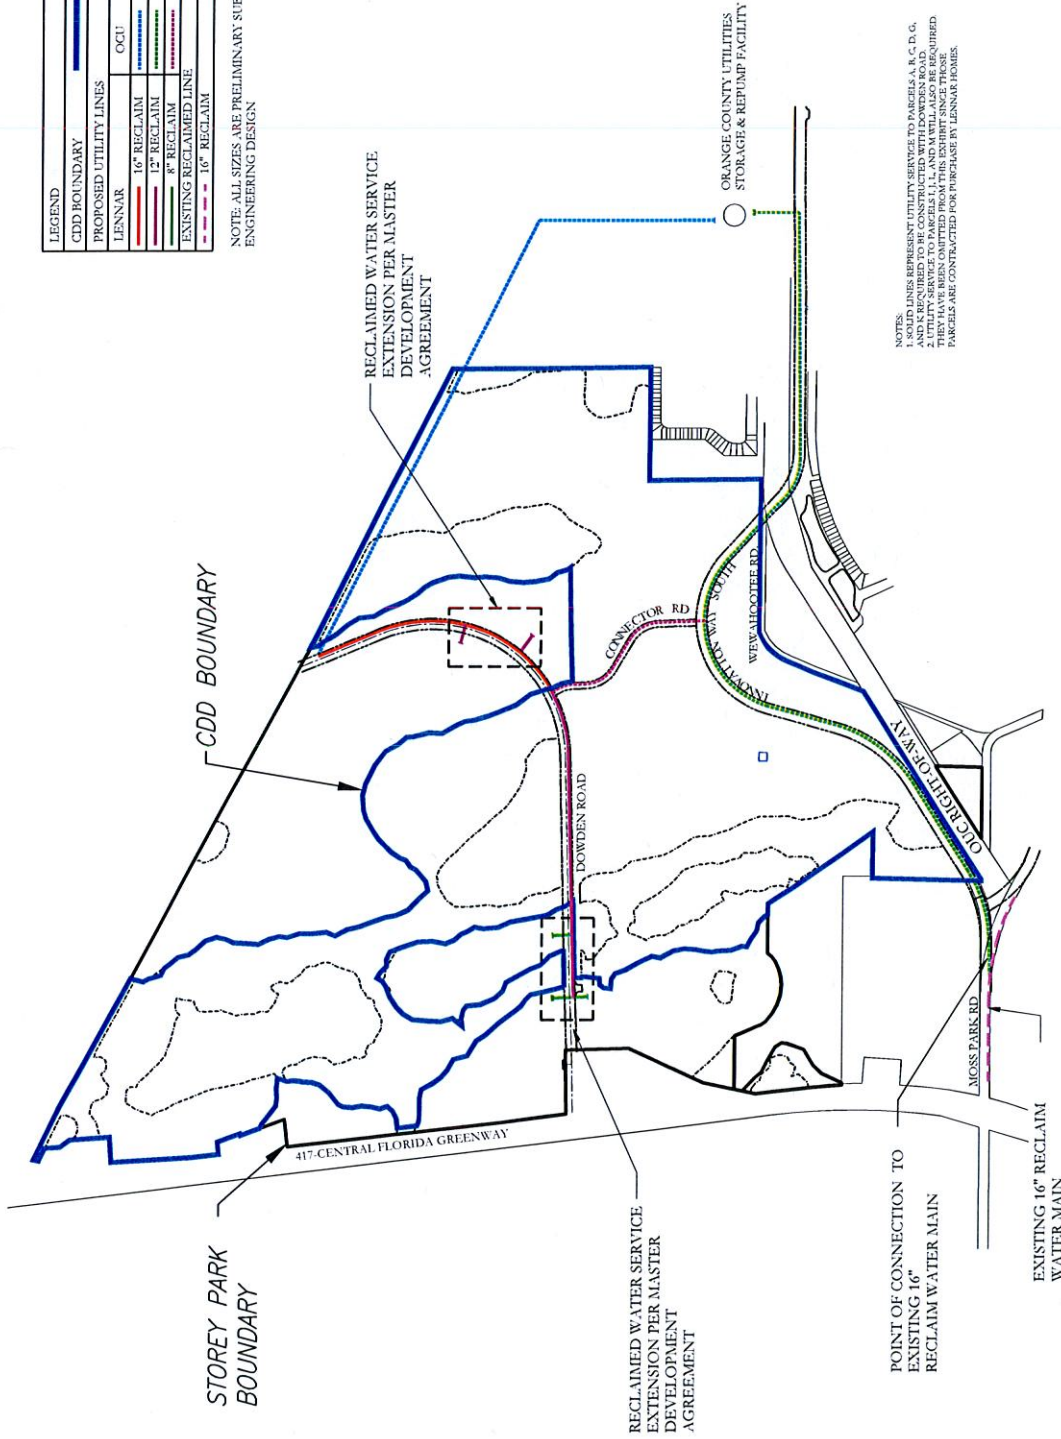 LEGEND
CDD BOUNDARY
PROPOSED UTILITY LINES
LENNAR OCU
16" RECLAIM
12" RECLAIM
8" RECLAIM
EXISTING RECLAIMED LINE
16" RECLAIM
NOTE: ALL SIZES ARE PRELIMINARY
ENGINEERING DESIGN
RECLAIMED WATER SERVICE
EXTENSION PER MASTER
DEVELOPMENT
AGREEMENT
ORANGE COUNTY UTILITIES
STORAGE & REPUMP FACILITY
CDD BOUNDARY
NOTES:
1. SOLID LINES REPRESENT UTILITY SERVICE TO PARCELS A, B, C, D, G,
AND K REQUIRED TO BE CONSTRUCTED WITH DOWDEN ROAD.
2. UTILITY SERVICE TO PARCELS I, J, L, AND M WILL ALSO BE REQUIRED.
THEY HAVE BEEN OMITTED FROM THIS EXHIBIT SINCE THOSE
PARCELS ARE CONTRACTED FOR PURCHASE BY LENNAR HOMES.
CONNECTOR RD
INNOVATION WAY SOUTH
WEWAHOOTEE RD
DOWDEN ROAD
OUC RIGHT-OF-WAY
MOSS PARK RD
417-CENTRAL FLORIDA GREENWAY
STOREY PARK
BOUNDARY
RECLAIMED WATER SERVICE
EXTENSION PER MASTER
DEVELOPMENT
AGREEMENT
POINT OF CONNECTION TO
EXISTING 16"
RECLAIM WATER MAIN
EXISTING 16" RECLAIM
WATER MAIN